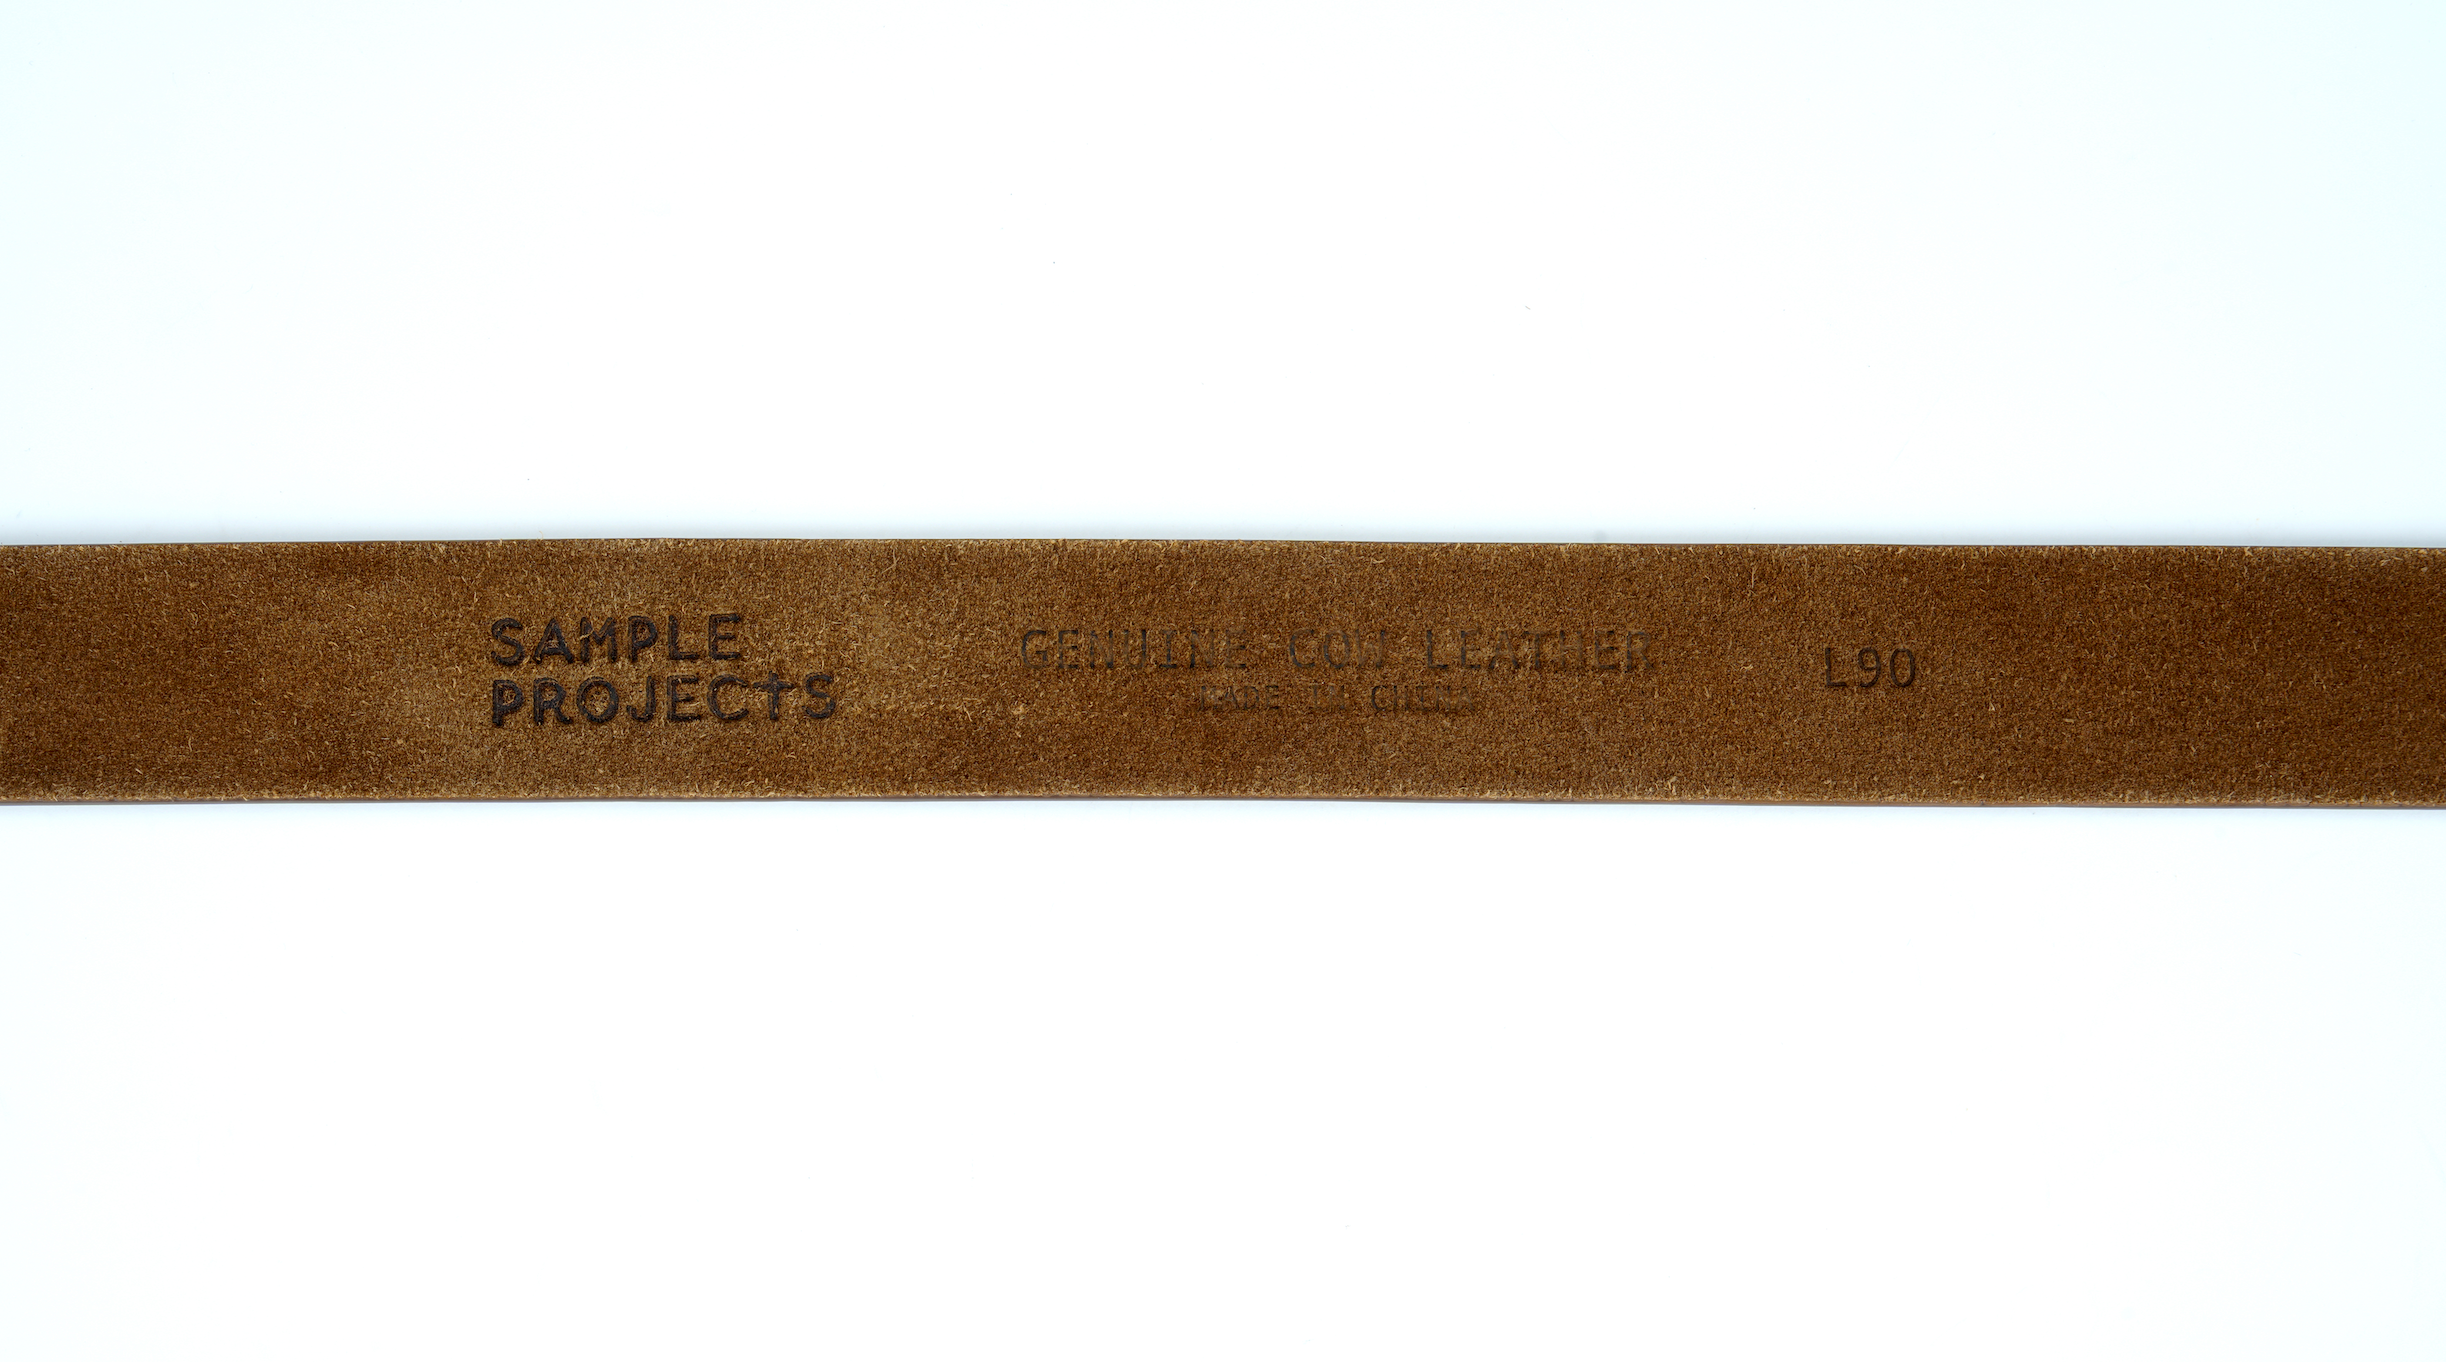 SAMPLE
PROJECTS
GENUINE COW LEATHER
MADE IN CHINA
L90